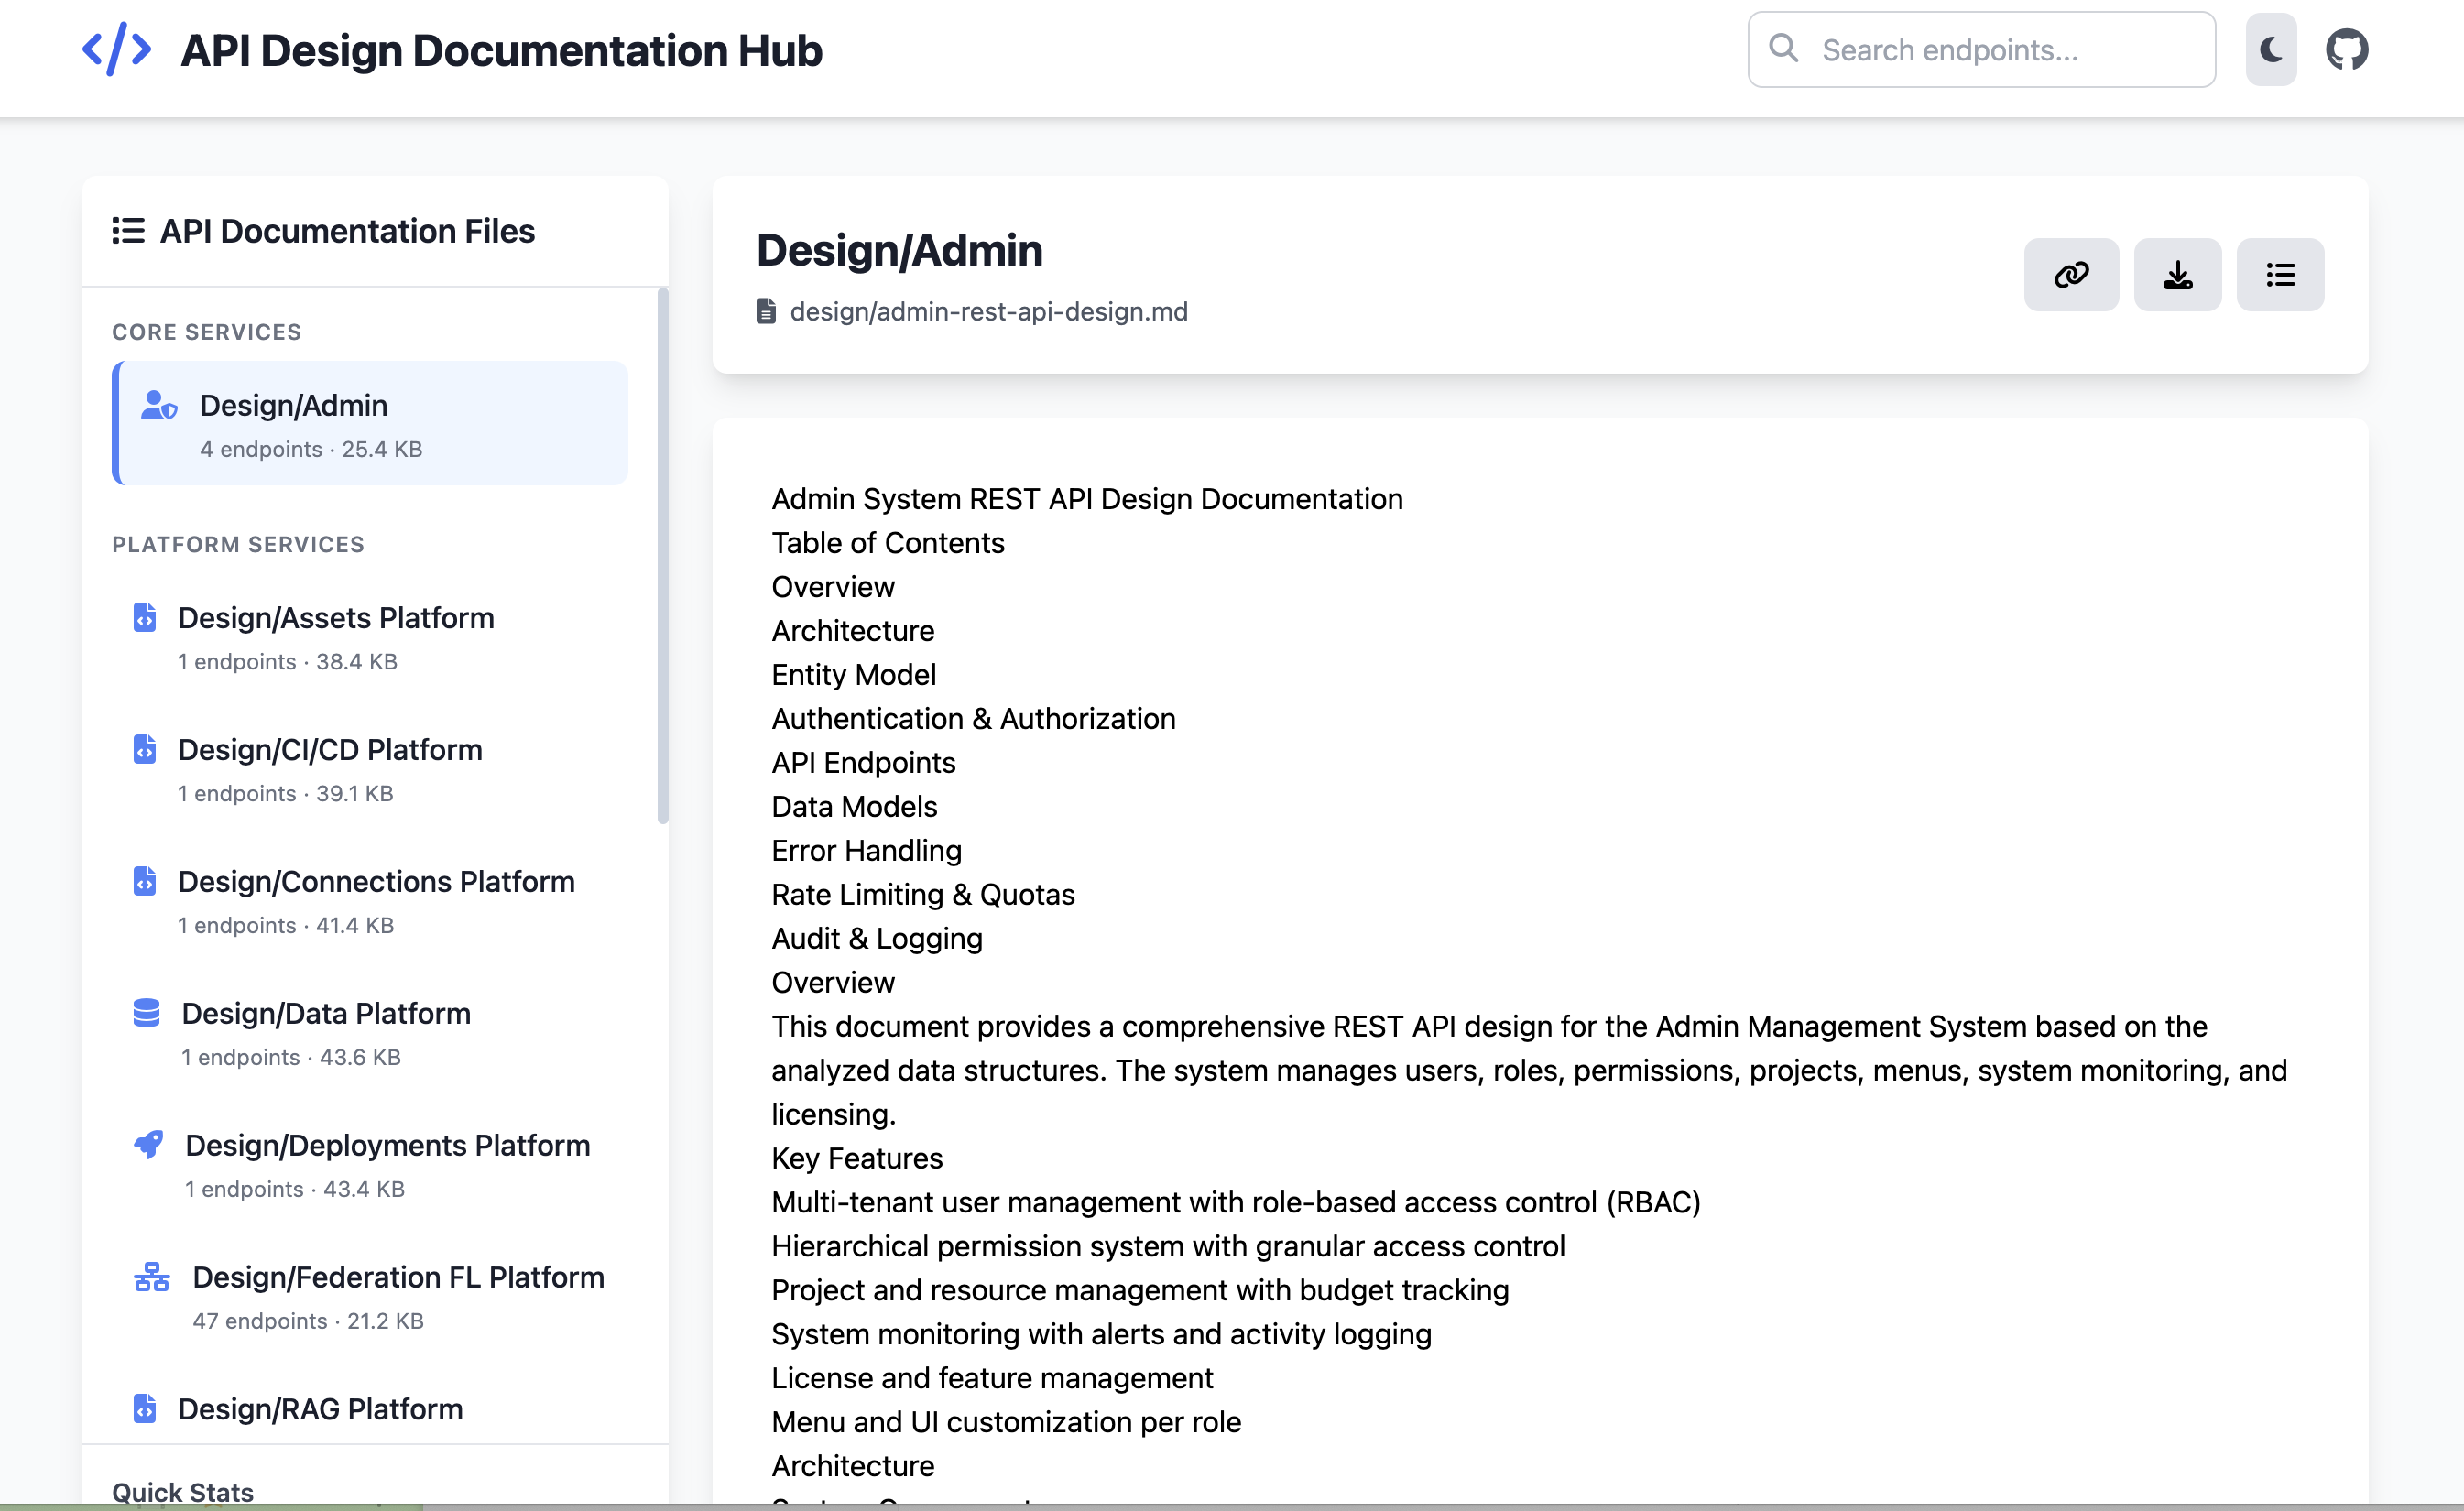 </> API Design Documentation Hub
Search endpoints...
API Documentation Files
CORE SERVICES
Design/Admin
4 endpoints · 25.4 KB
PLATFORM SERVICES
Design/Assets Platform
1 endpoints · 38.4 KB
Design/CI/CD Platform
1 endpoints · 39.1 KB
Design/Connections Platform
1 endpoints · 41.4 KB
Design/Data Platform
1 endpoints · 43.6 KB
Design/Deployments Platform
1 endpoints · 43.4 KB
Design/Federation FL Platform
47 endpoints · 21.2 KB
Design/RAG Platform
Quick Stats
Design/Admin
design/admin-rest-api-design.md
Admin System REST API Design Documentation
Table of Contents
Overview
Architecture
Entity Model
Authentication & Authorization
API Endpoints
Data Models
Error Handling
Rate Limiting & Quotas
Audit & Logging
Overview
This document provides a comprehensive REST API design for the Admin Management System based on the
analyzed data structures. The system manages users, roles, permissions, projects, menus, system monitoring, and
licensing.
Key Features
Multi-tenant user management with role-based access control (RBAC)
Hierarchical permission system with granular access control
Project and resource management with budget tracking
System monitoring with alerts and activity logging
License and feature management
Menu and UI customization per role
Architecture